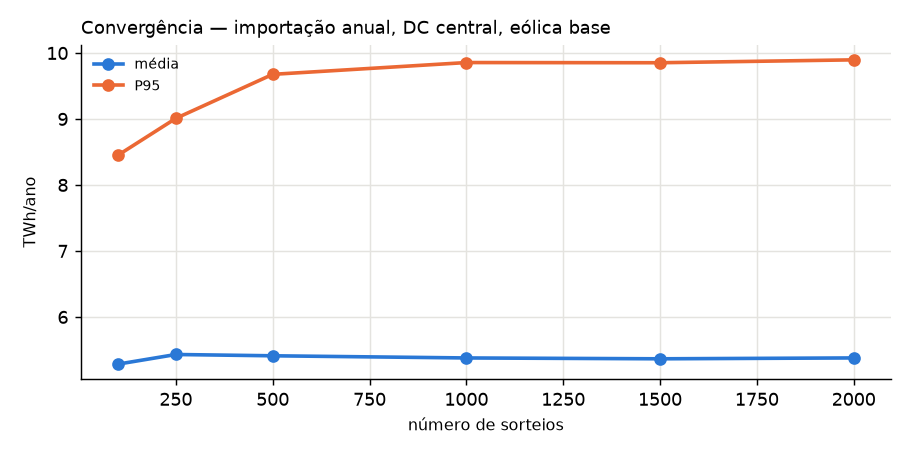 Convergência — importação anual, DC central, eólica base
média
P95
10
9
8
7
6
TWh/ano
250 500 750 1000 1250 1500 1750 2000
número de sorteios